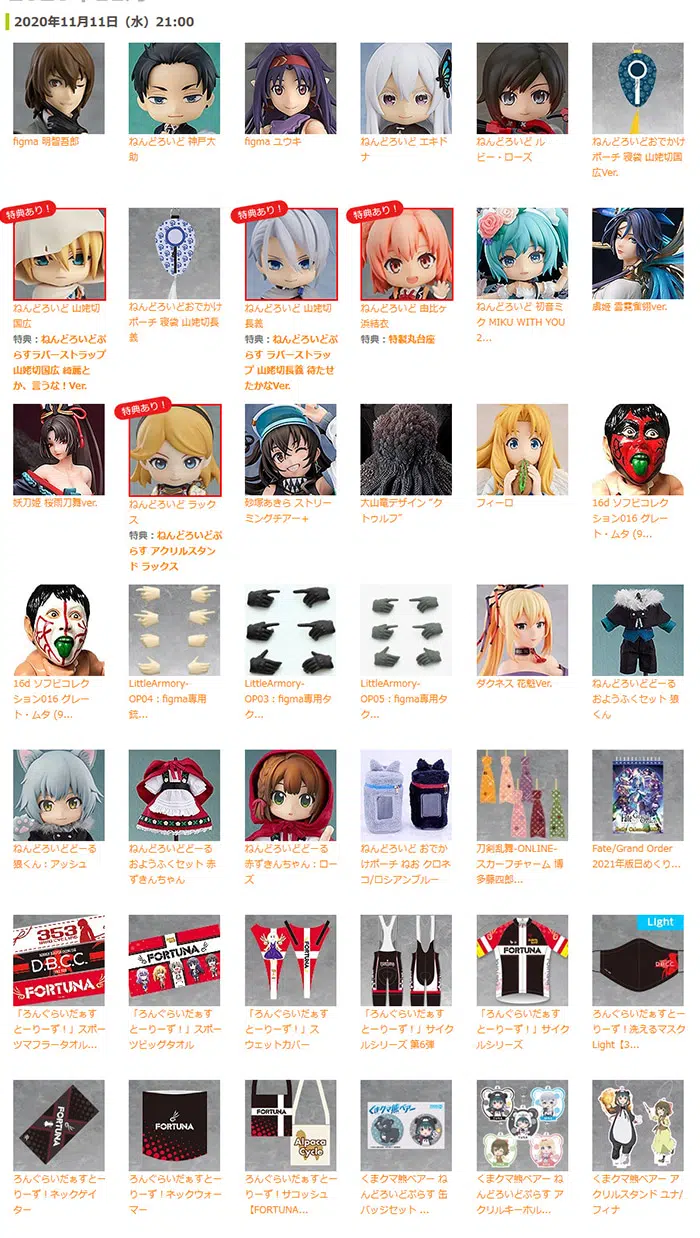 2020年11月11日（水）21:00
figma 明智吾郎
ねんどろいど 神戸大
助
figma ユウキ
ねんどろいど エキド
ナ
ねんどろいど ル
ビー・ローズ
ねんどろいどおでかけ
ポーチ 寝袋 山姥切国
広Ver.
特典あり！
ねんどろいど 山姥切
国広
特典：ねんどろいどぷ
らすラバーストラップ
山姥切国広 綺麗と
か、言うな！Ver.
ねんどろいどおでかけ
ポーチ 寝袋 山姥切長
義
特典あり！
ねんどろいど 山姥切
長義
特典：ねんどろいどぷ
らす ラバーストラッ
プ 山姥切長義 待たせ
たかなVer.
特典あり！
ねんどろいど 由比ヶ
浜結衣
特典：特製丸台座
ねんどろいど 初音ミ
ク MIKU WITH YOU
2...
虞姫 雲霓雀翎ver.
妖刀姫 桜雨刀舞ver.
特典あり！
ねんどろいど ラック
ス
特典：ねんどろいどぷ
らす アクリルスタン
ド ラックス
砂塚あきら ストリー
ミングチアー+
大山竜デザイン “ク
トゥルフ”
フィーロ
16d ソフビコレク
ション016 グレー
ト・ムタ (9...
16d ソフビコレク
ション016 グレー
ト・ムタ (9...
LittleArmory-
OP04：figma専用
銃...
LittleArmory-
OP03：figma専用タ
ク...
LittleArmory-
OP05：figma専用タ
ク...
ダクネス 花魁Ver.
ねんどろいどどーる
おようふくセット 狼
くん
ねんどろいどどーる
狼くん：アッシュ
ねんどろいどどーる
おようふくセット 赤
ずきんちゃん
ねんどろいどどーる
赤ずきんちゃん：ロー
ズ
ねんどろいど おでか
けポーチ ねお クロネ
コ/ロシアンブルー
刀剣乱舞-ONLINE-
スカーフチャーム 博
多藤四郎...
Fate/Grand Order
2021年版日めくり...
353
D.B.C.C.
FORTUNA
「ろんぐらいだぁす
とーりーず！」スポー
ツマフラータオル...
FORTUNA
「ろんぐらいだぁす
とーりーず！」スポー
ツビッグタオル
「ろんぐらいだぁす
とーりーず！」ス
ウェットカバー
「ろんぐらいだぁす
とーりーず！」サイク
ルシリーズ 第6弾
FORTUNA
「ろんぐらいだぁす
とーりーず！」サイク
ルシリーズ
Light
D.B.C.C.
ろんぐらいだぁすとー
りーず！洗えるマスク
Light【3...
FORTUNA
ろんぐらいだぁすとー
りーず！ネックゲイ
ター
FORTUNA
ろんぐらいだぁすとー
りーず！ネックウォー
マー
FORTUNA
Alpaca
Cycle
ろんぐらいだぁすとー
りーず！サコッシュ
【FORTUNA...
くまクマ熊ベアー
くまクマ熊ベアー ね
んどろいどぷらす 缶
バッジセット ...
くまクマ熊ベアー ね
んどろいどぷらす ア
クリルキーホル...
くまクマ熊ベアー ア
クリルスタンド ユナ/
フィナ